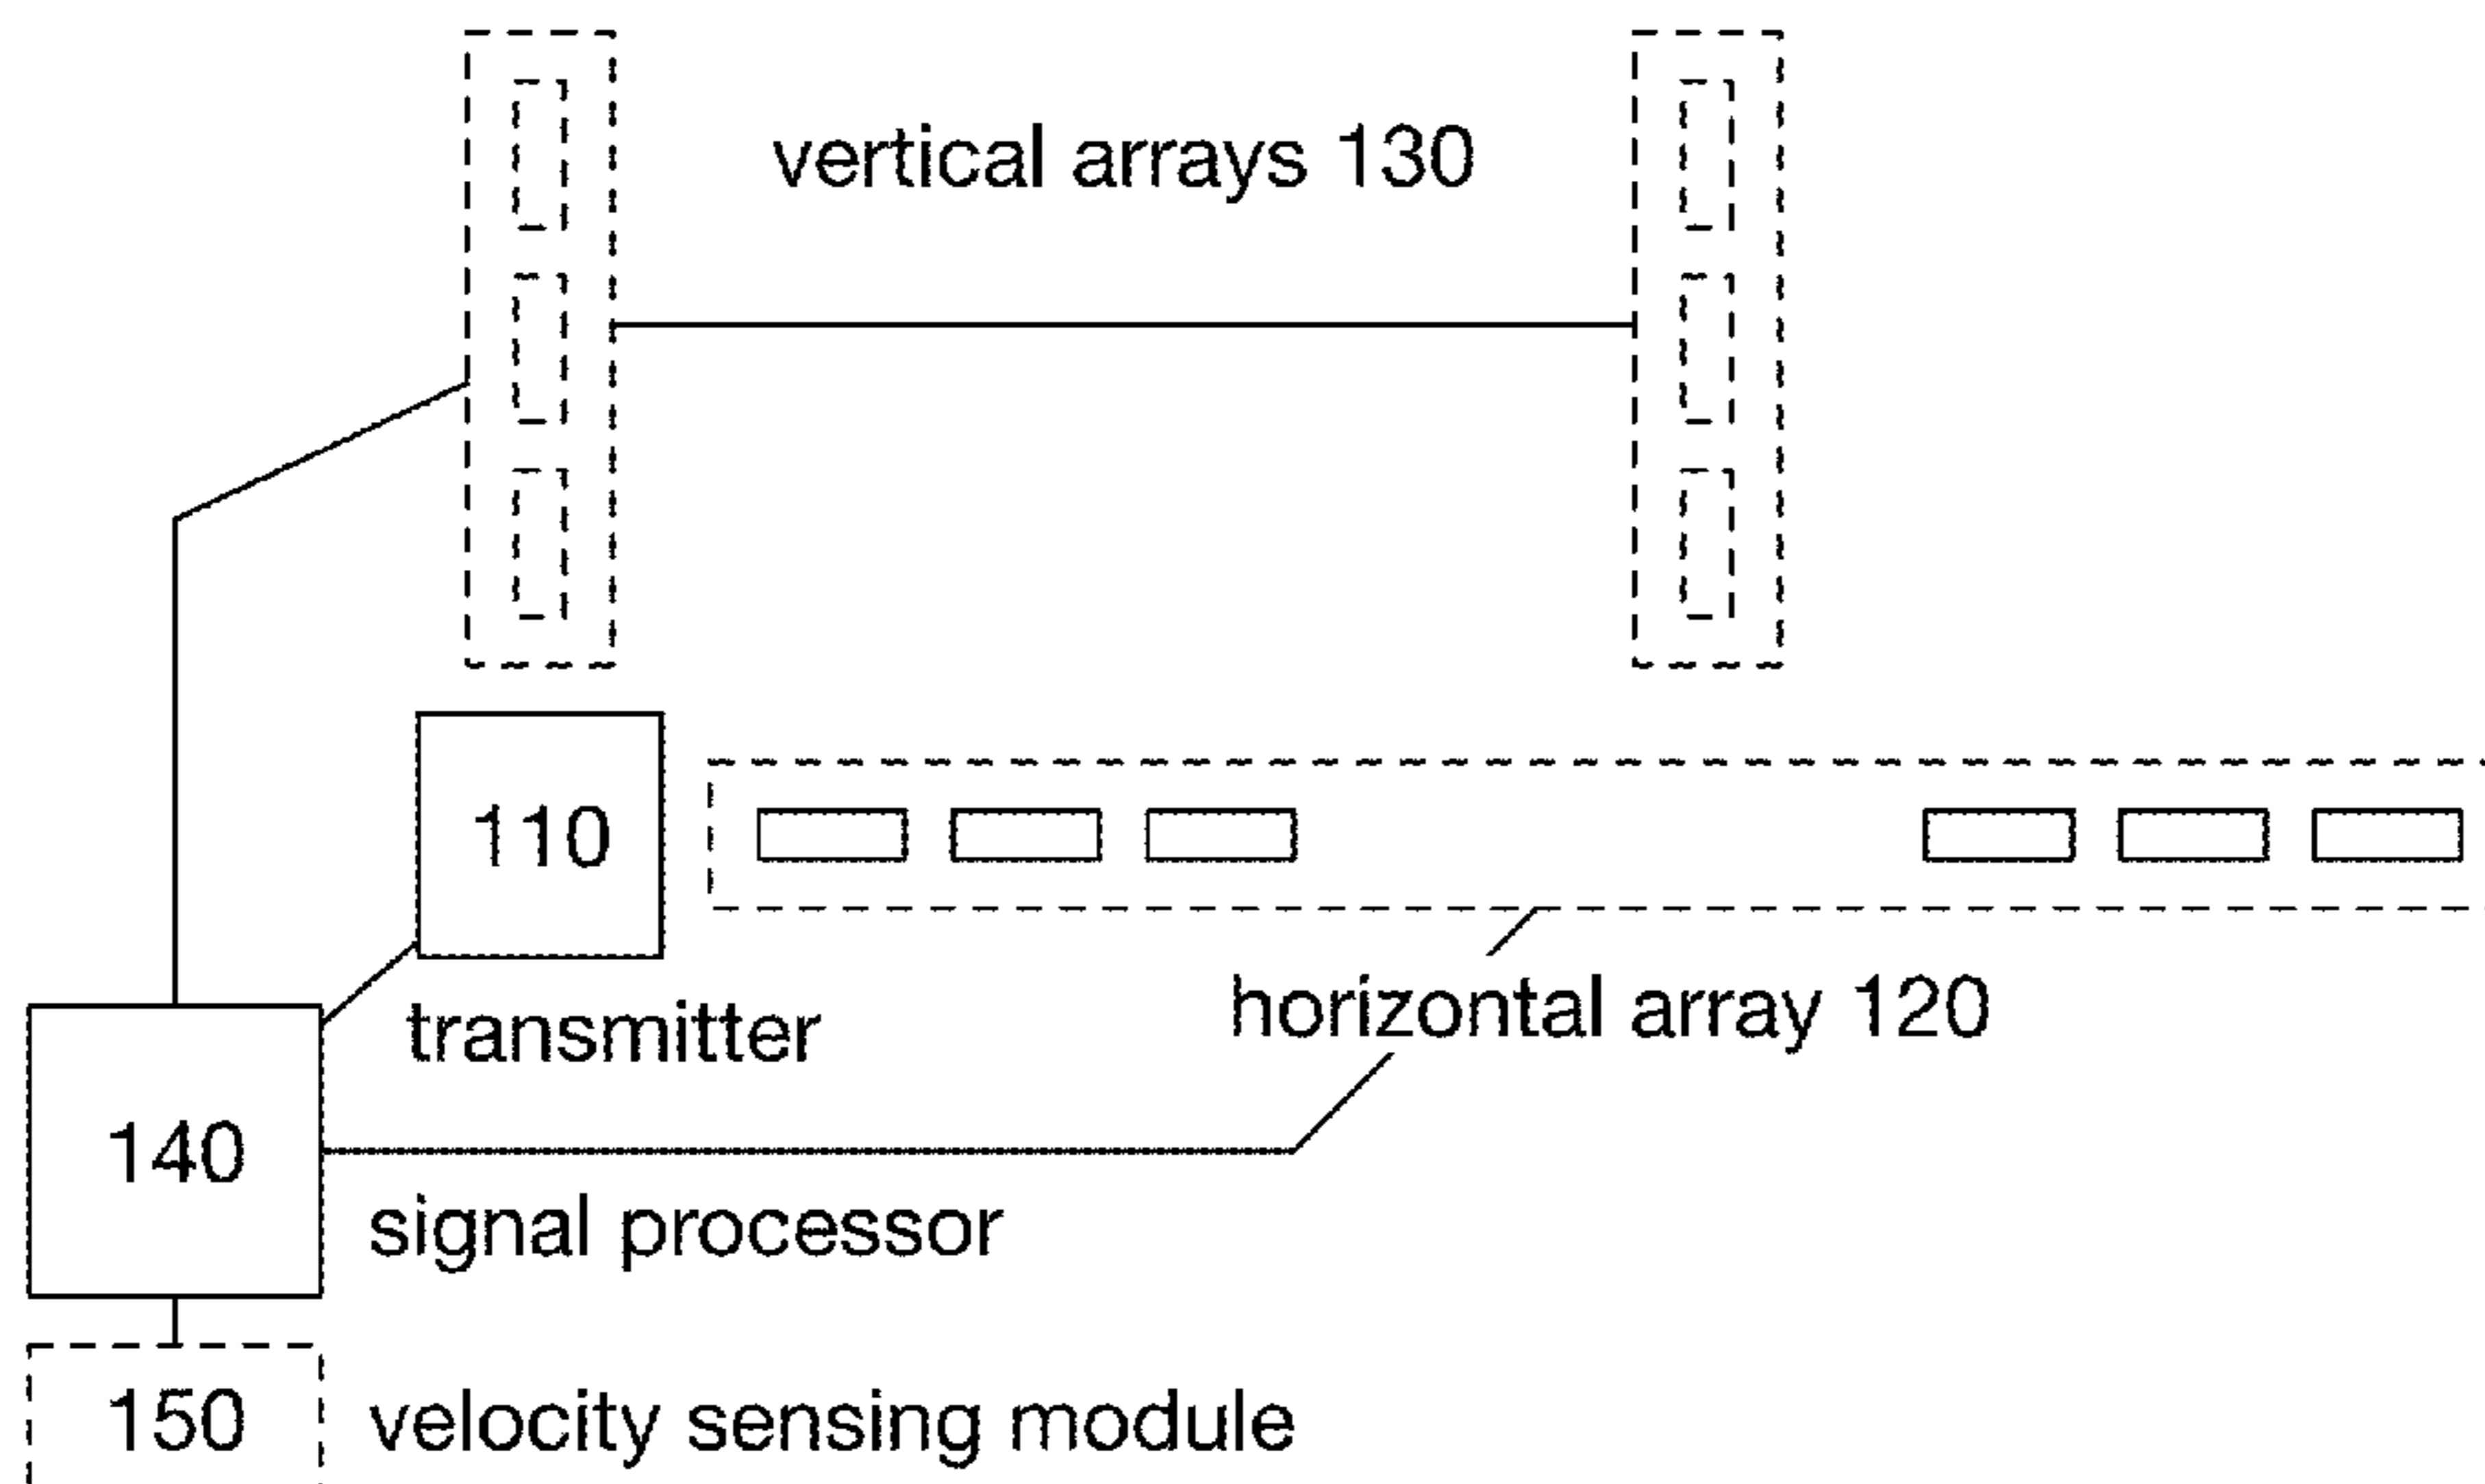 vertical arrays 130
110
transmitter
horizontal array 120
140
signal processor
150
velocity sensing module